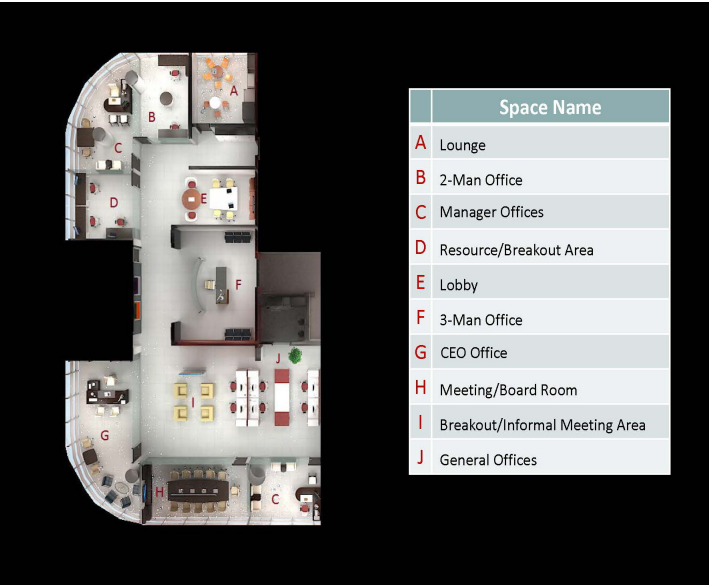 A
B
C
D
E
F
J
I
G
H
C
Space Name
A Lounge
B 2-Man Office
C Manager Offices
D Resource/Breakout Area
E Lobby
F 3-Man Office
G CEO Office
H Meeting/Board Room
I Breakout/Informal Meeting Area
J General Offices